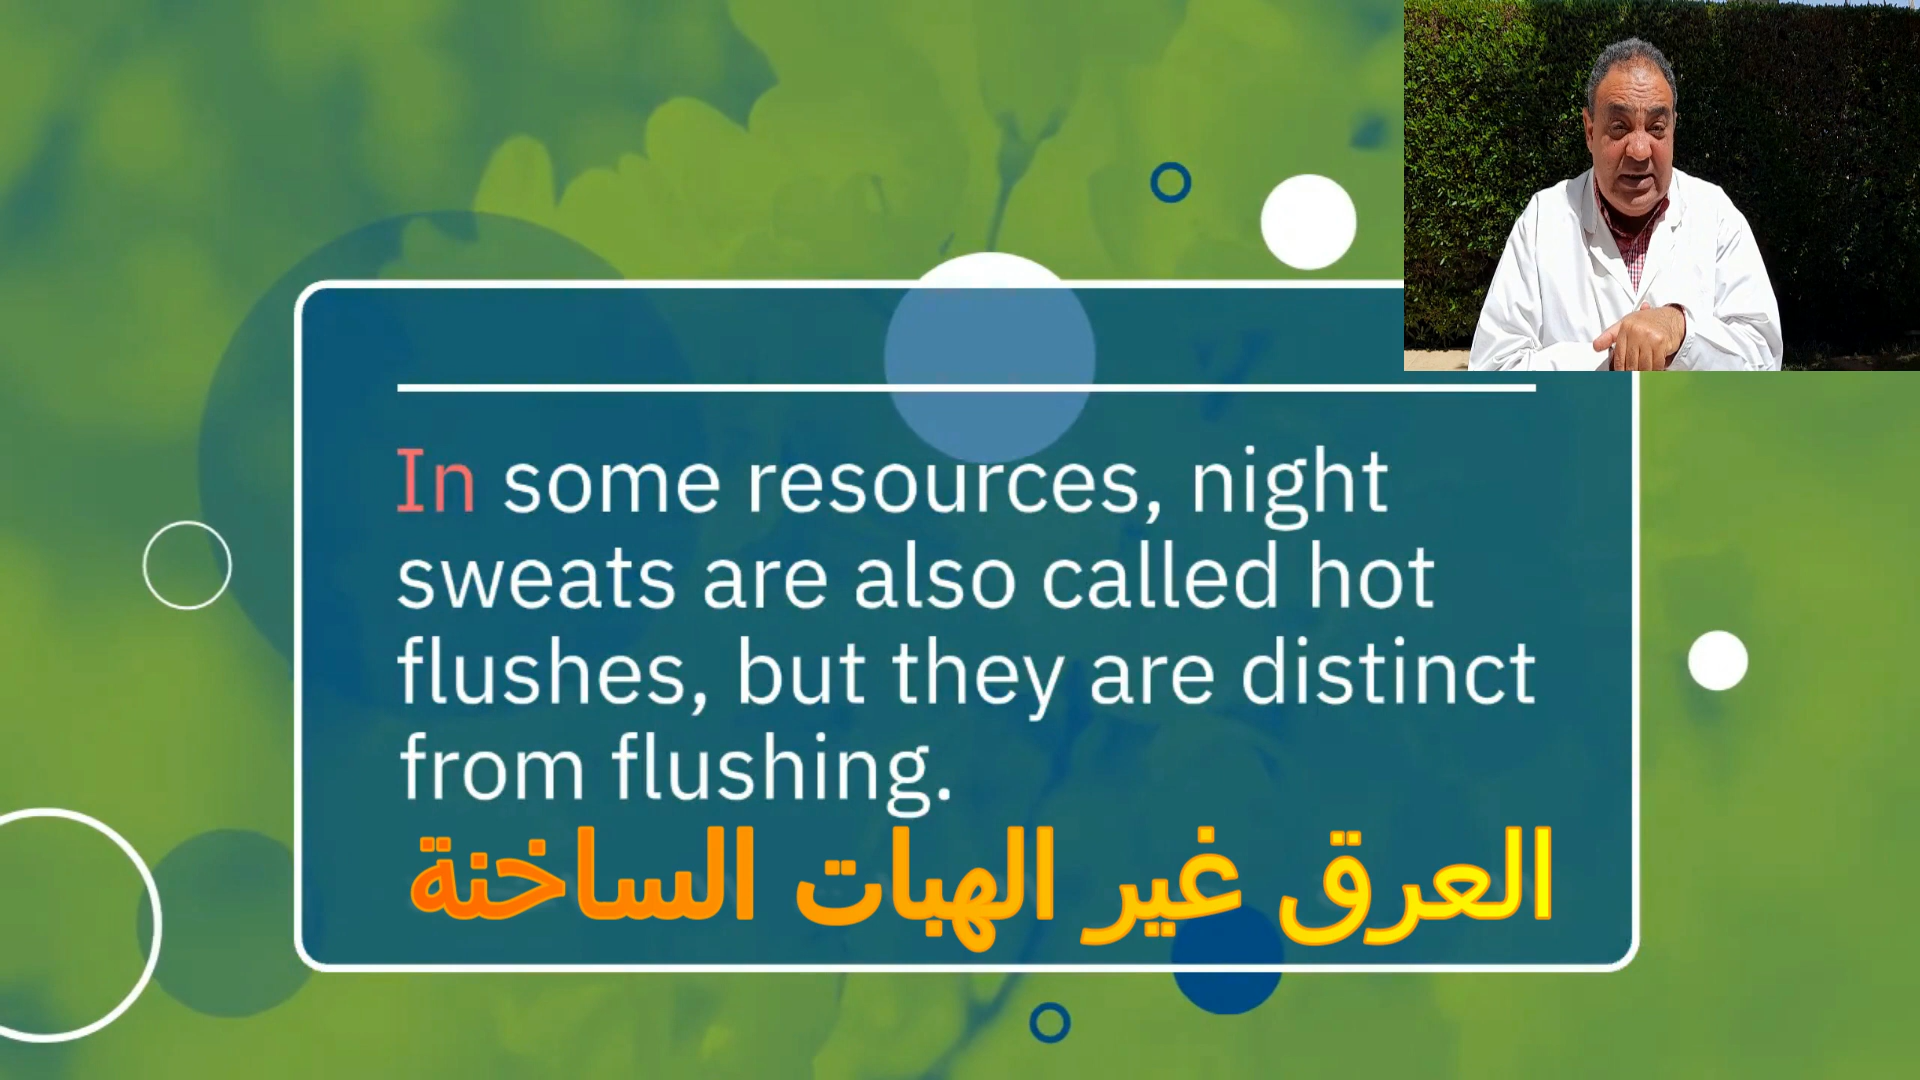 In some resources, night
sweats are also called hot
flushes, but they are distinct
from flushing.
العرق غير الهبات الساخنة